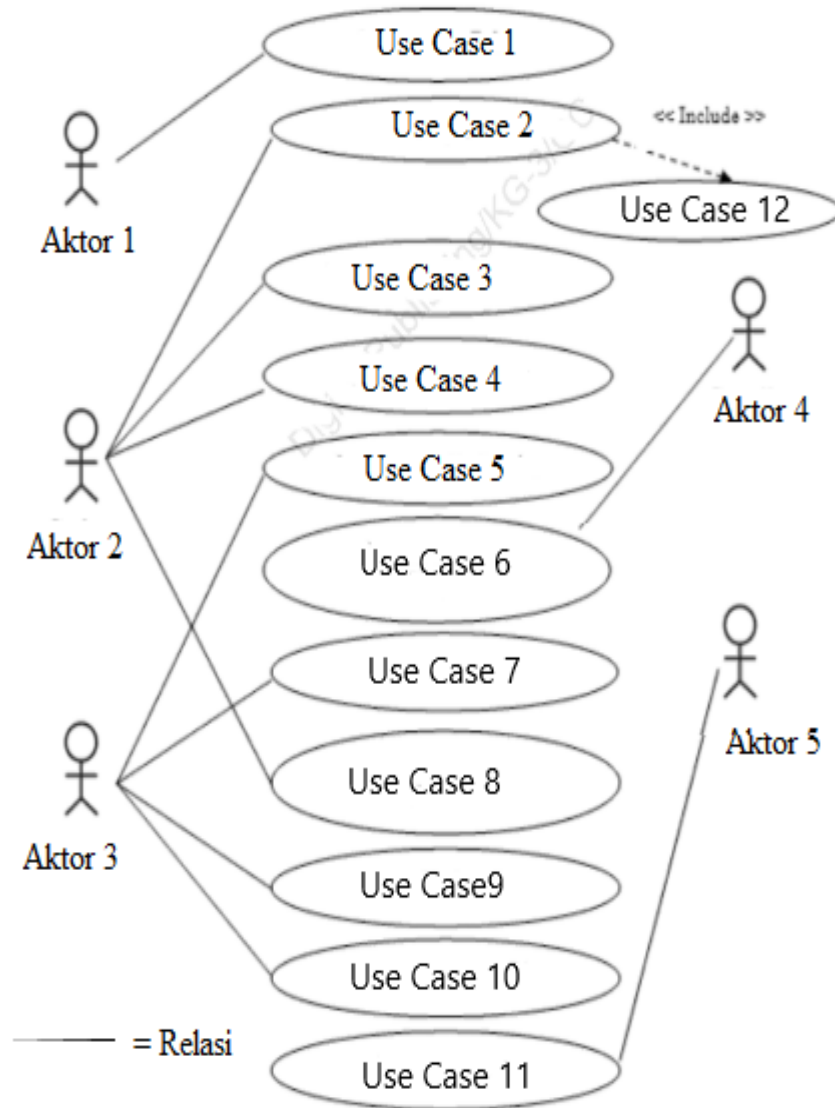 Use Case 1
Use Case 2
<< Include >>
Use Case 12
Aktor 1
Use Case 3
Use Case 4
Aktor 4
Use Case 5
Aktor 2
Use Case 6
Use Case 7
Aktor 5
Use Case 8
Aktor 3
Use Case9
Use Case 10
= Relasi
Use Case 11